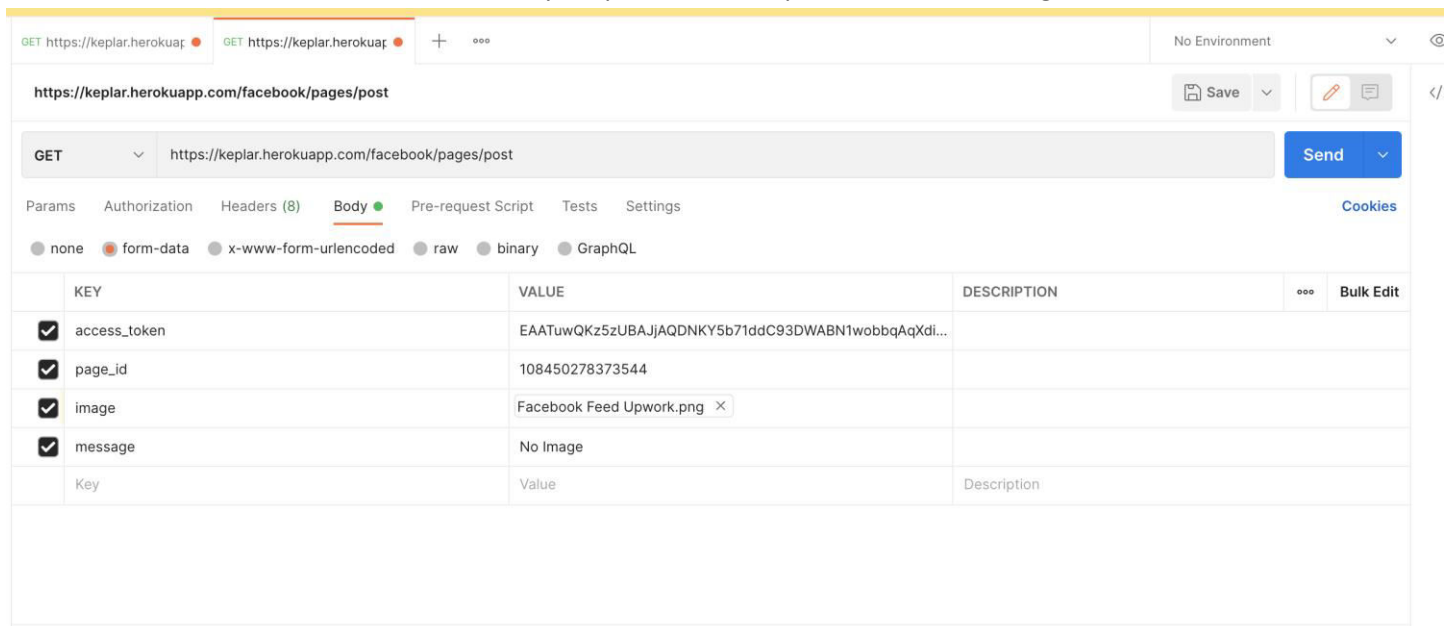 GET https://keplar.herokuap GET https://keplar.herokuap + ooo No Environment
https://keplar.herokuapp.com/facebook/pages/post Save </
GET https://keplar.herokuapp.com/facebook/pages/post Send
Params Authorization Headers (8) Body Pre-request Script Tests Settings Cookies
none form-data x-www-form-urlencoded raw binary GraphQL
KEY VALUE DESCRIPTION ooo Bulk Edit
access_token EAATuwQKz5zUBAJjAQDNKY5b71ddC93DWABN1wobbqAqXdi...
page_id 108450278373544
image Facebook Feed Upwork.png ×
message No Image
Key Value Description